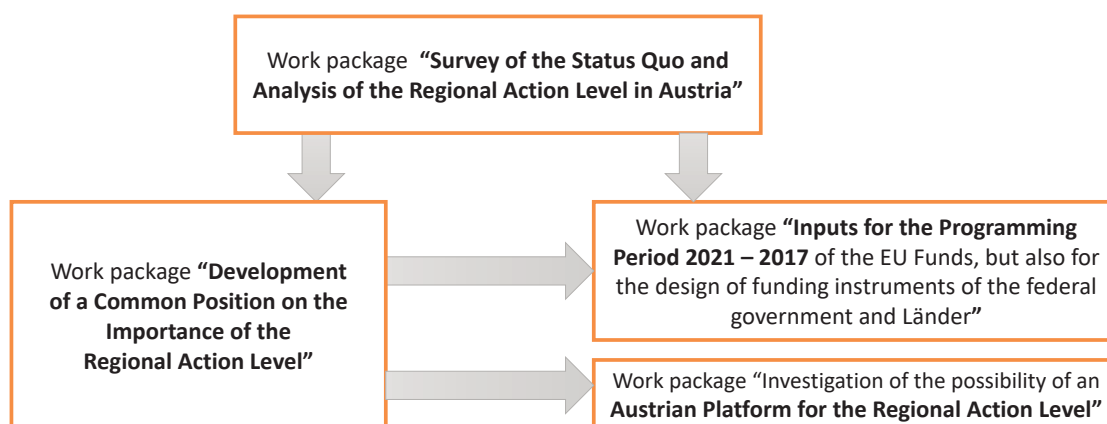 Work package “Survey of the Status Quo and
Analysis of the Regional Action Level in Austria”
Work package “Development
of a Common Position on the
Importance of the
Regional Action Level”
Work package “Inputs for the Programming
Period 2021 – 2017 of the EU Funds, but also for
the design of funding instruments of the federal
government and Länder”
Work package “Investigation of the possibility of an
Austrian Platform for the Regional Action Level”